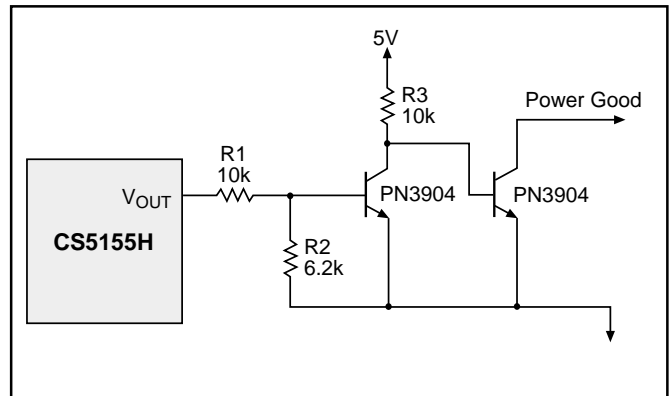 5V
R3
10k
Power Good
R1
10k
VOUT
PN3904
PN3904
CS5155H
R2
6.2k